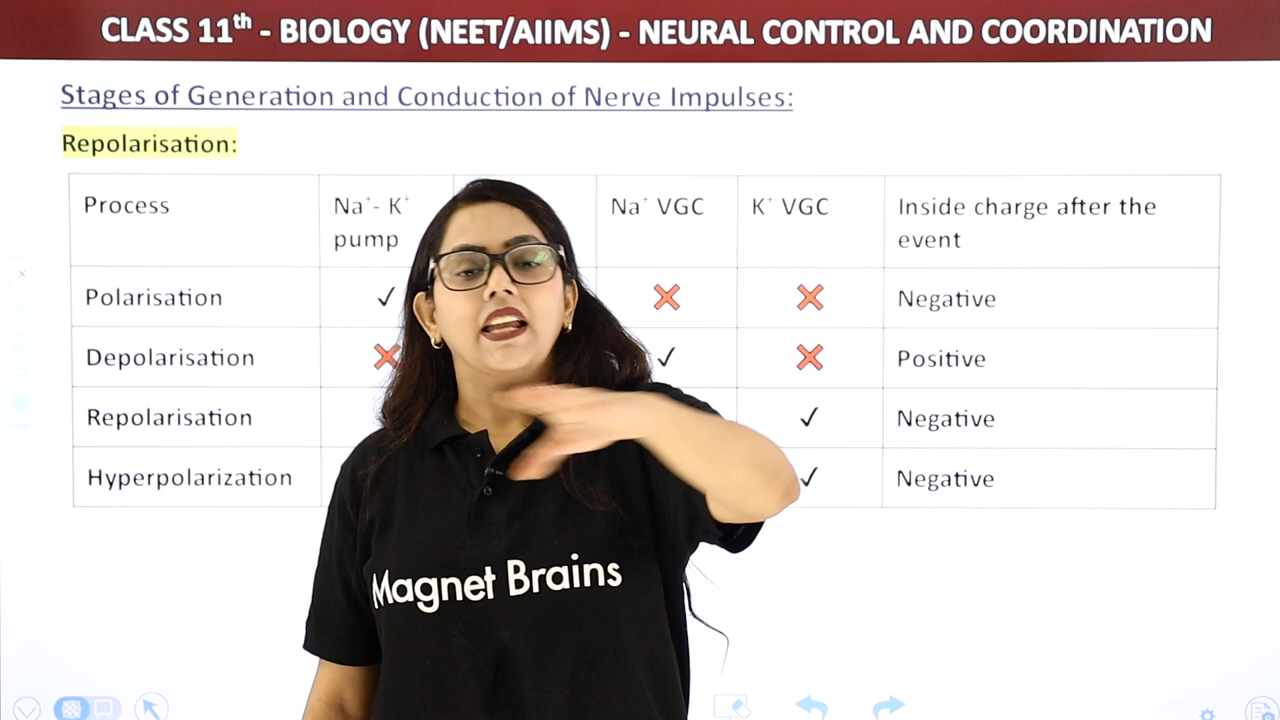 CLASS 11th - BIOLOGY (NEET/AIIMS) - NEURAL CONTROL AND COORDINATION
Stages of Generation and Conduction of Nerve Impulses:
Repolarisation:
Process Na⁺- K⁺ pump Na⁺ VGC K⁺ VGC Inside charge after the event
Polarisation ✓ ❌ ❌ Negative
Depolarisation ❌ ✓ ❌ Positive
Repolarisation ✓ Negative
Hyperpolarization ✓ Negative
Magnet Brains